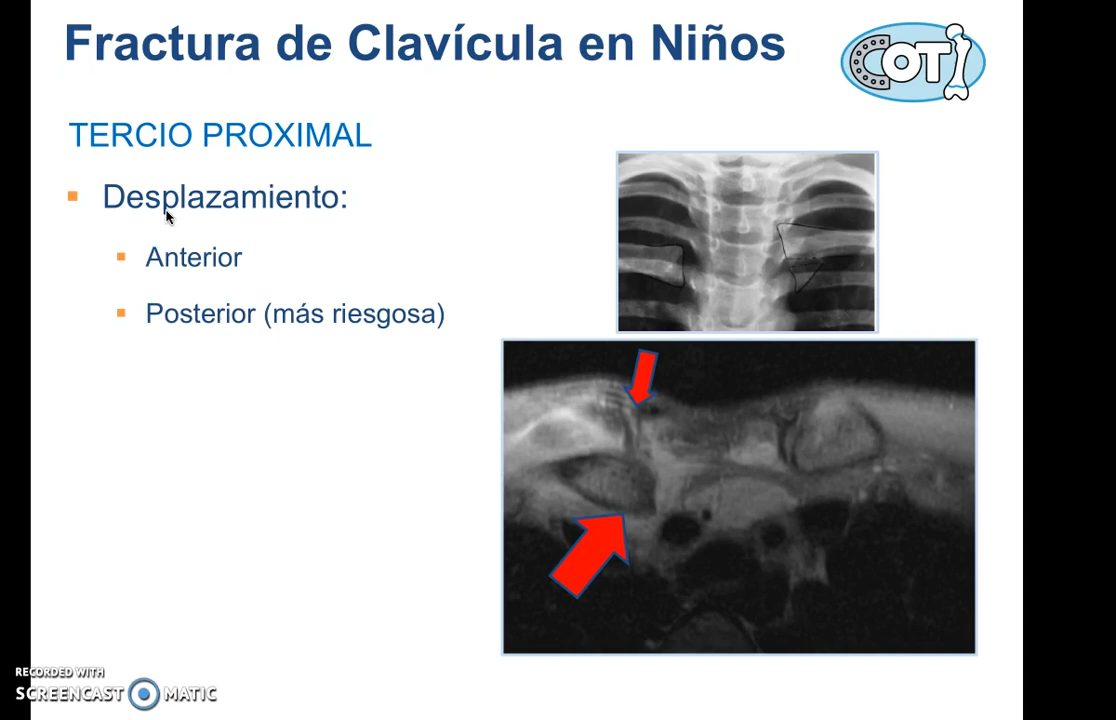 Fractura de Clavícula en Niños
COTI
TERCIO PROXIMAL
Desplazamiento:
Anterior
Posterior (más riesgosa)
RECORDED WITH
SCREENCAST MATIC